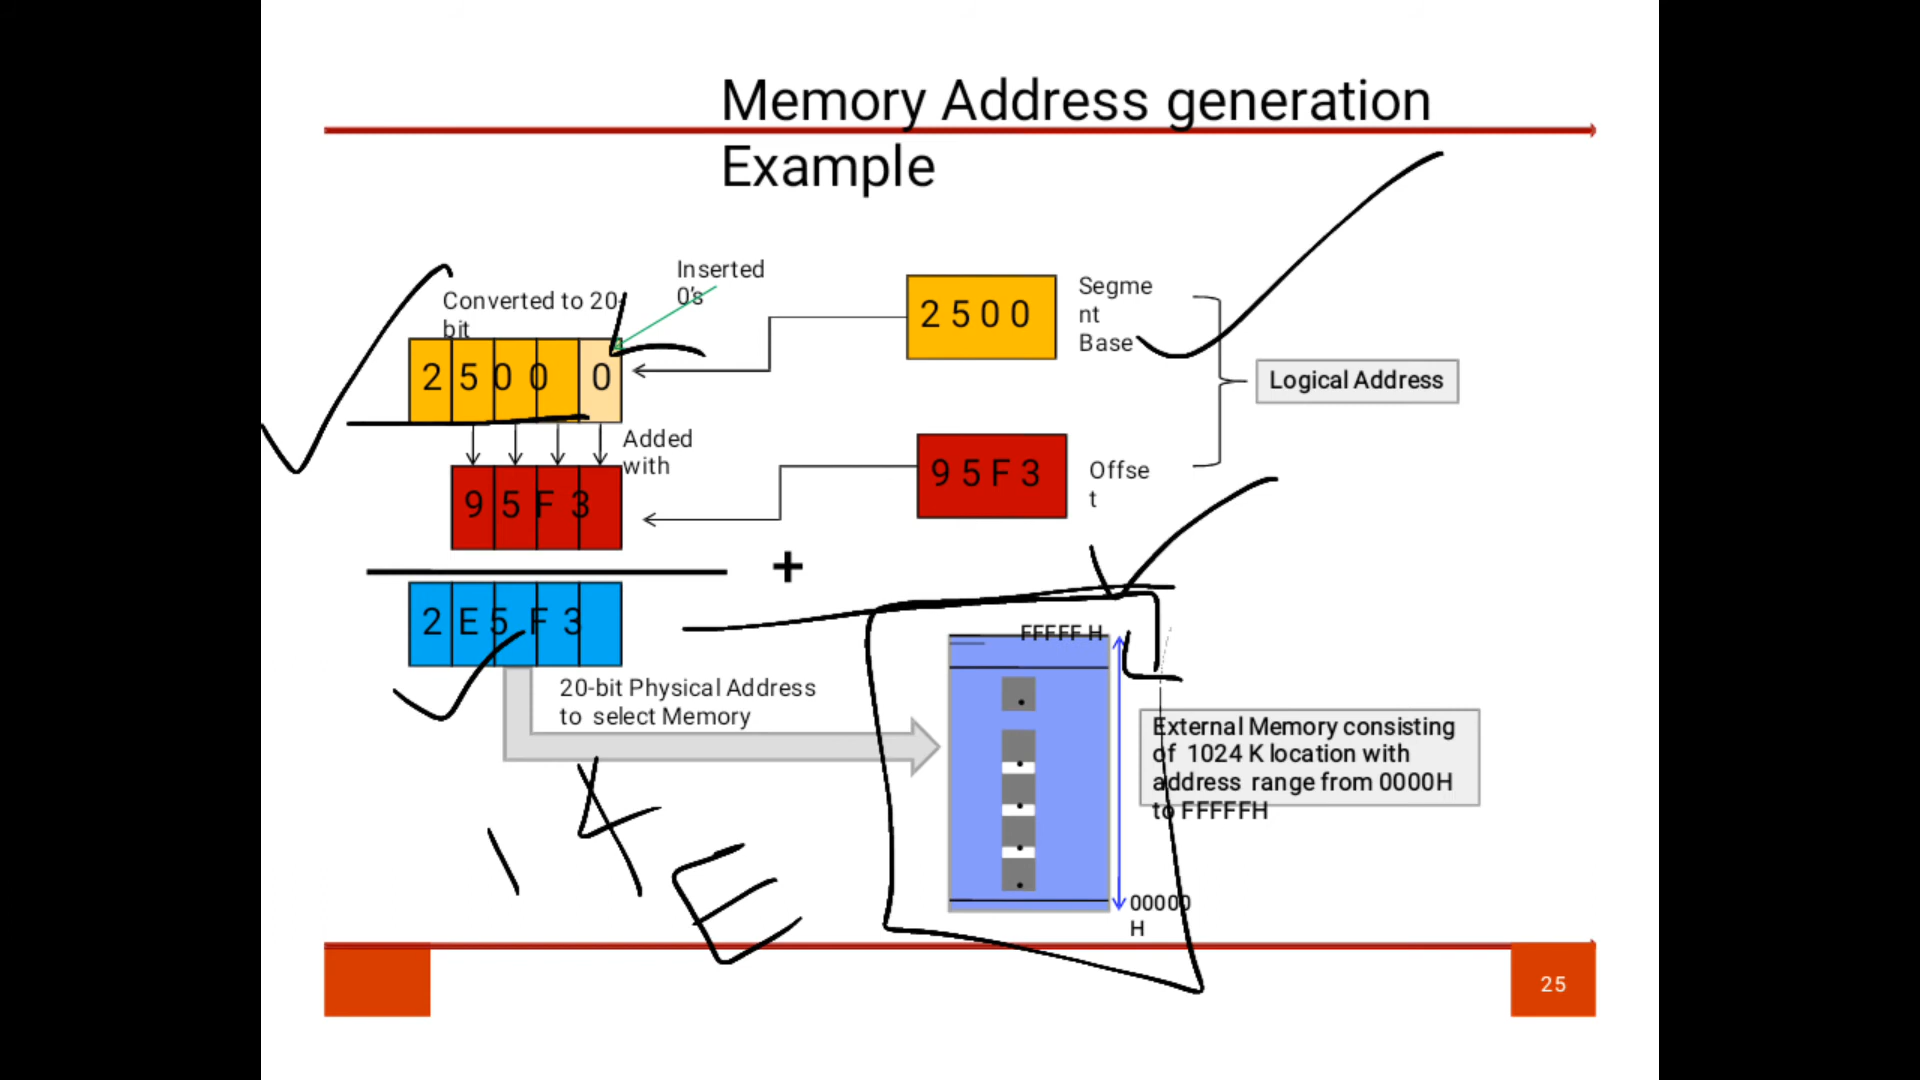 Memory Address generation
Example
Inserted
0's
Converted to 20-
bit
2 5 0 0 0
2 5 0 0
Segme
nt
Base
Logical Address
Added
with
9 5 F 3
9 5 F 3
Offse
t
+
2 E 5 F 3
FFFFF H
20-bit Physical Address
to select Memory
External Memory consisting
of 1024 K location with
address range from 0000H
to FFFFFH
00000
H
25